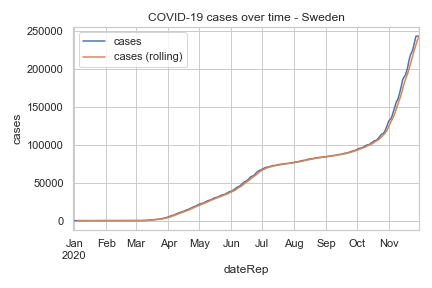 COVID-19 cases over time - Sweden
cases
cases (rolling)
250000
200000
150000
100000
50000
0
cases
Jan Feb Mar Apr May Jun Jul Aug Sep Oct Nov
2020
dateRep